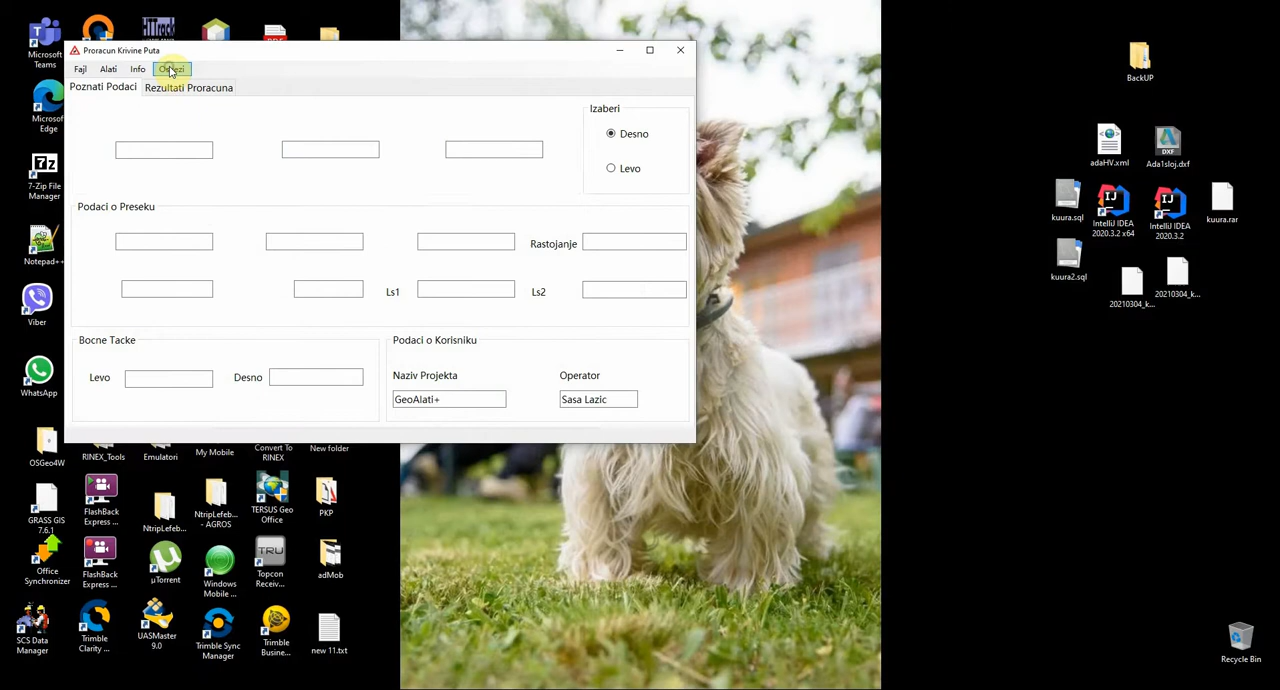 Proracun Krivine Puta
Fajl Alati Info
Poznati Podaci Rezultati Proracuna
Izaberi
Desno
Levo
Podaci o Preseku
Rastojanje
Ls1 Ls2
Bocne Tacke
Levo Desno
Podaci o Korisniku
Naziv Projekta Operator
GeoAlati+ Sasa Lazic
Microsoft
Teams
Microsoft
Edge
7-Zip File
Manager
Notepad++
Viber
WhatsApp
OSGeo4W
RINEX_Tools
Emulatori
My Mobile
Convert To
RINEX
New folder
GRASS GIS
7.6.1
FlashBack
Express ...
NtripLefeb...
NtripLefeb...
- AGROS
TERSUS Geo
Office
PKP
Office
Synchronizer
FlashBack
Express ...
µTorrent
Windows
Mobile ...
Topcon
Receiv...
adMob
SCS Data
Manager
Trimble
Clarity ...
UASMaster
9.0
Trimble Sync
Manager
Trimble
Busine...
new 11.txt
BackUP
adaHV.xml
Ada1sloj.dxf
kuura.sql
IntelliJ IDEA
2020.3.2 x64
IntelliJ IDEA
2020.3.2
kuura.rar
kuura2.sql
20210304_k...
20210304_k...
Recycle Bin